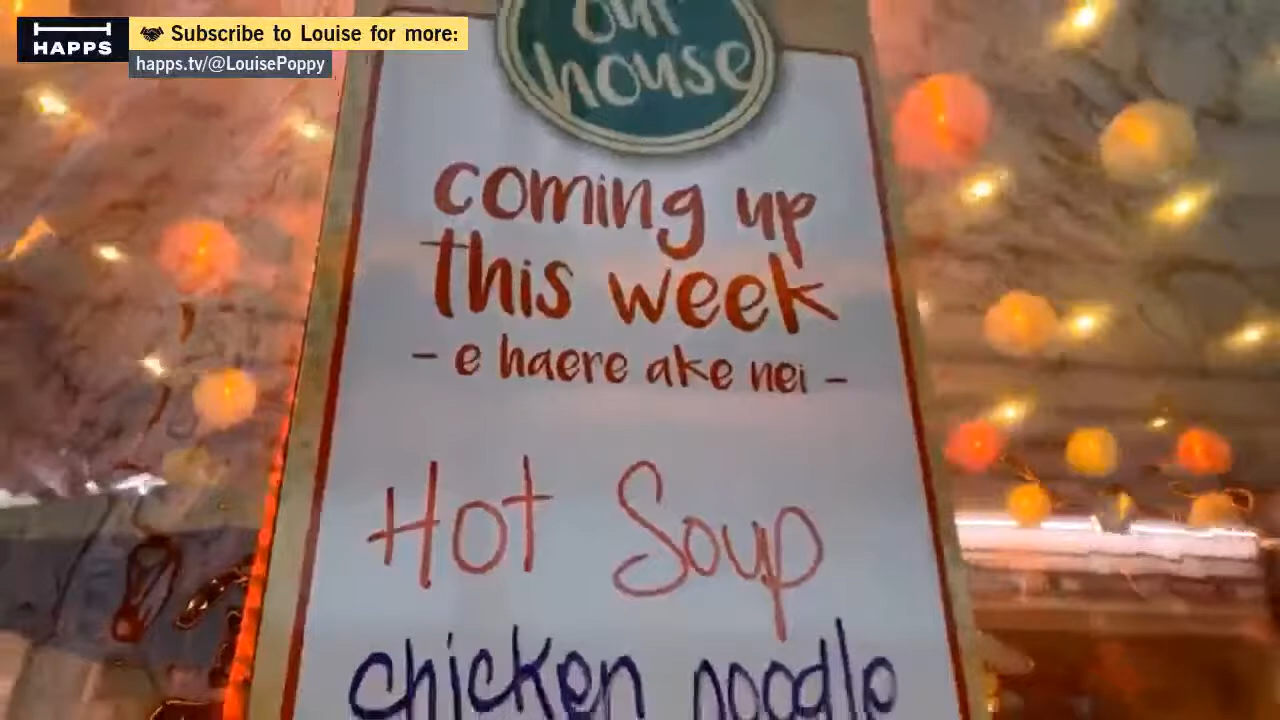 HAPPS
Subscribe to Louise for more:
happs.tv/@LouisePoppy
our
house
coming up
this week
- e haere ake nei -
Hot Soup
chicken noodle